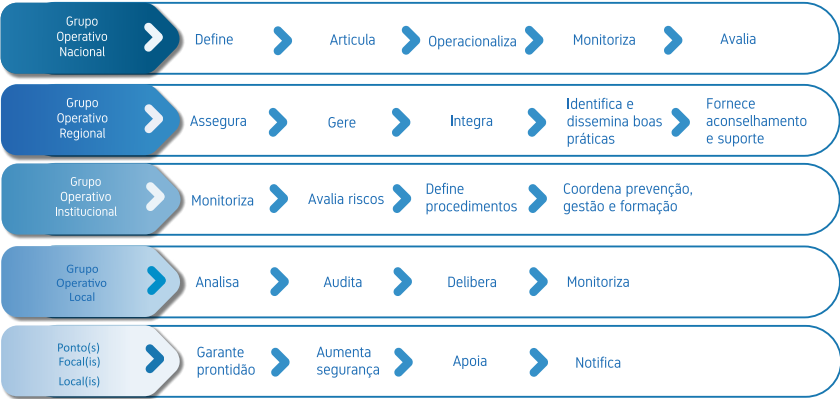 Grupo
Operativo
Nacional
Define
Articula
Operacionaliza
Monitoriza
Avalia
Grupo
Operativo
Regional
Assegura
Gere
Integra
Identifica e
dissemina boas
práticas
Fornece
aconselhamento
e suporte
Grupo
Operativo
Institucional
Monitoriza
Avalia riscos
Define
procedimentos
Coordena prevenção,
gestão e formação
Grupo
Operativo
Local
Analisa
Audita
Delibera
Monitoriza
Ponto(s)
Focal(is)
Local(is)
Garante
prontidão
Aumenta
segurança
Apoia
Notifica